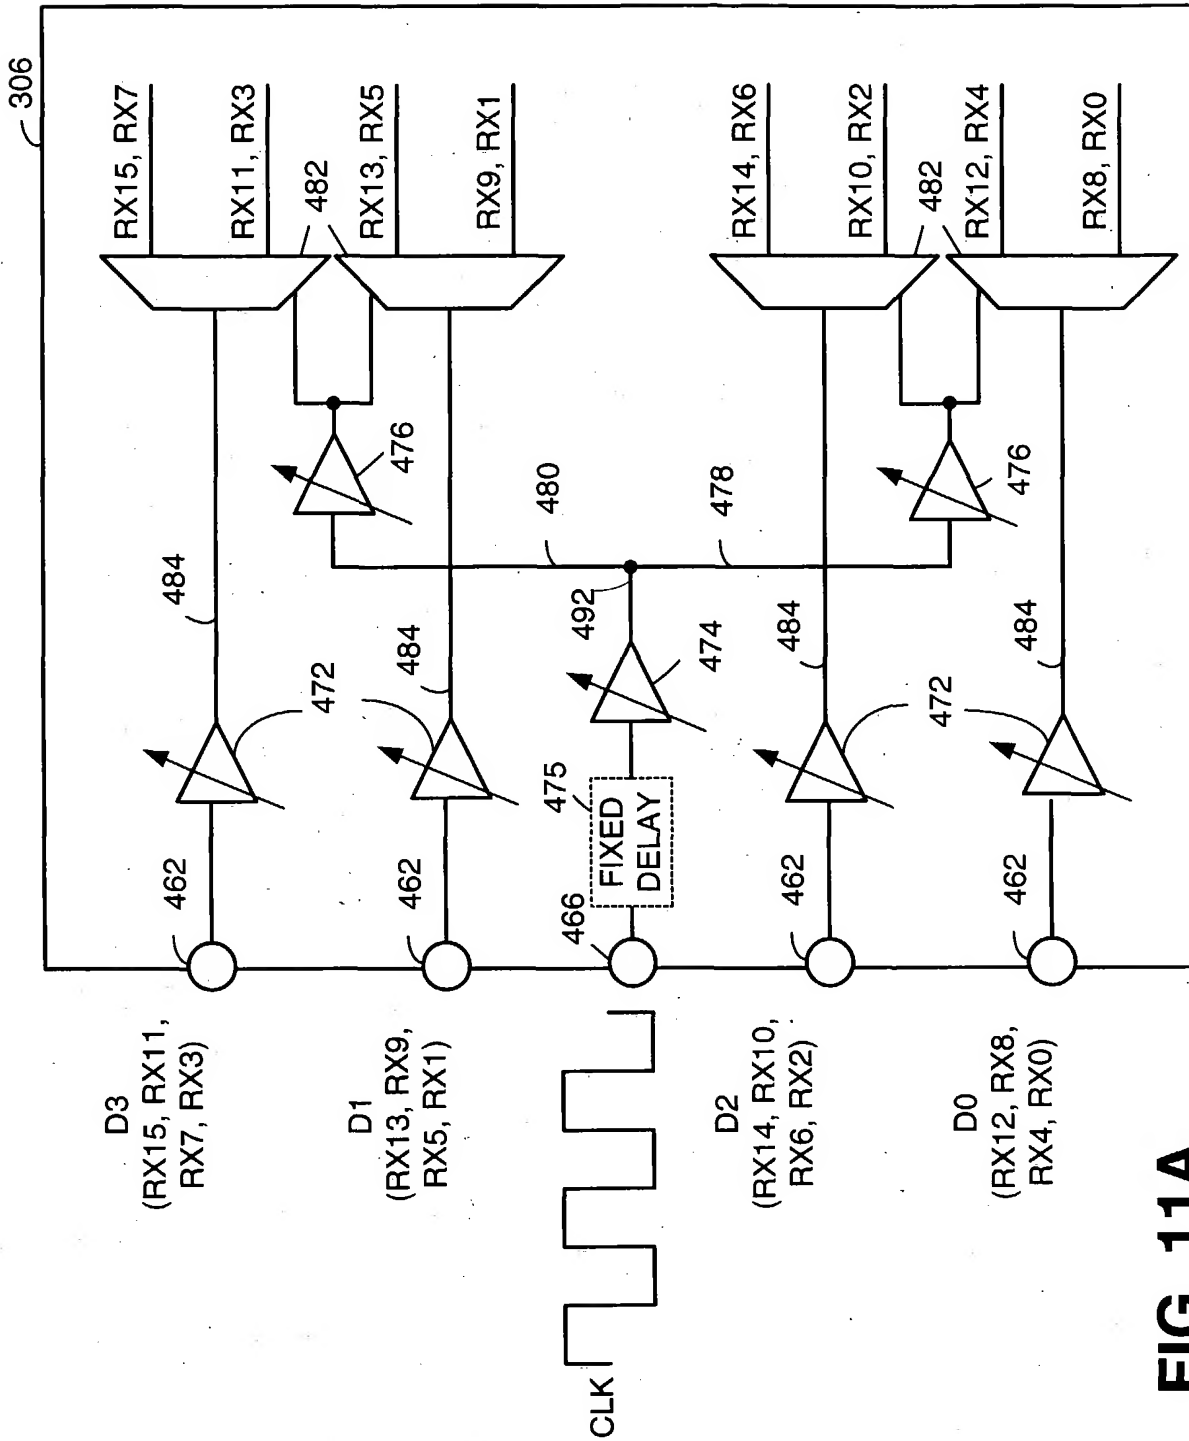 306
D3
(RX15, RX11,
RX7, RX3)
462
472
484
RX15, RX7
RX11, RX3
482
476
D1
(RX13, RX9,
RX5, RX1)
462
484
RX13, RX5
RX9, RX1
480
CLK
466
475
FIXED
DELAY
474
492
478
D2
(RX14, RX10,
RX6, RX2)
462
472
484
RX14, RX6
RX10, RX2
482
476
D0
(RX12, RX8,
RX4, RX0)
462
484
RX12, RX4
RX8, RX0
FIG 11A